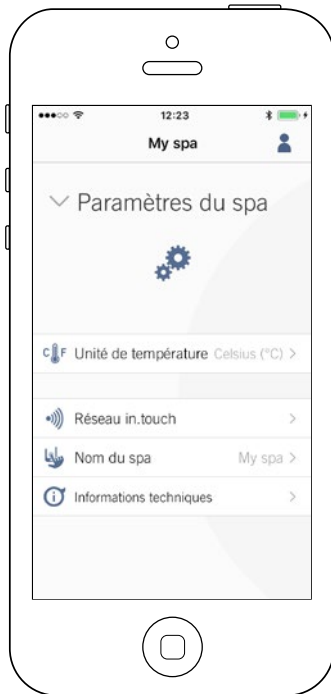 12:23
My spa
Paramètres du spa
C F Unité de température Celsius (°C) >
Réseau in.touch >
Nom du spa My spa >
Informations techniques >